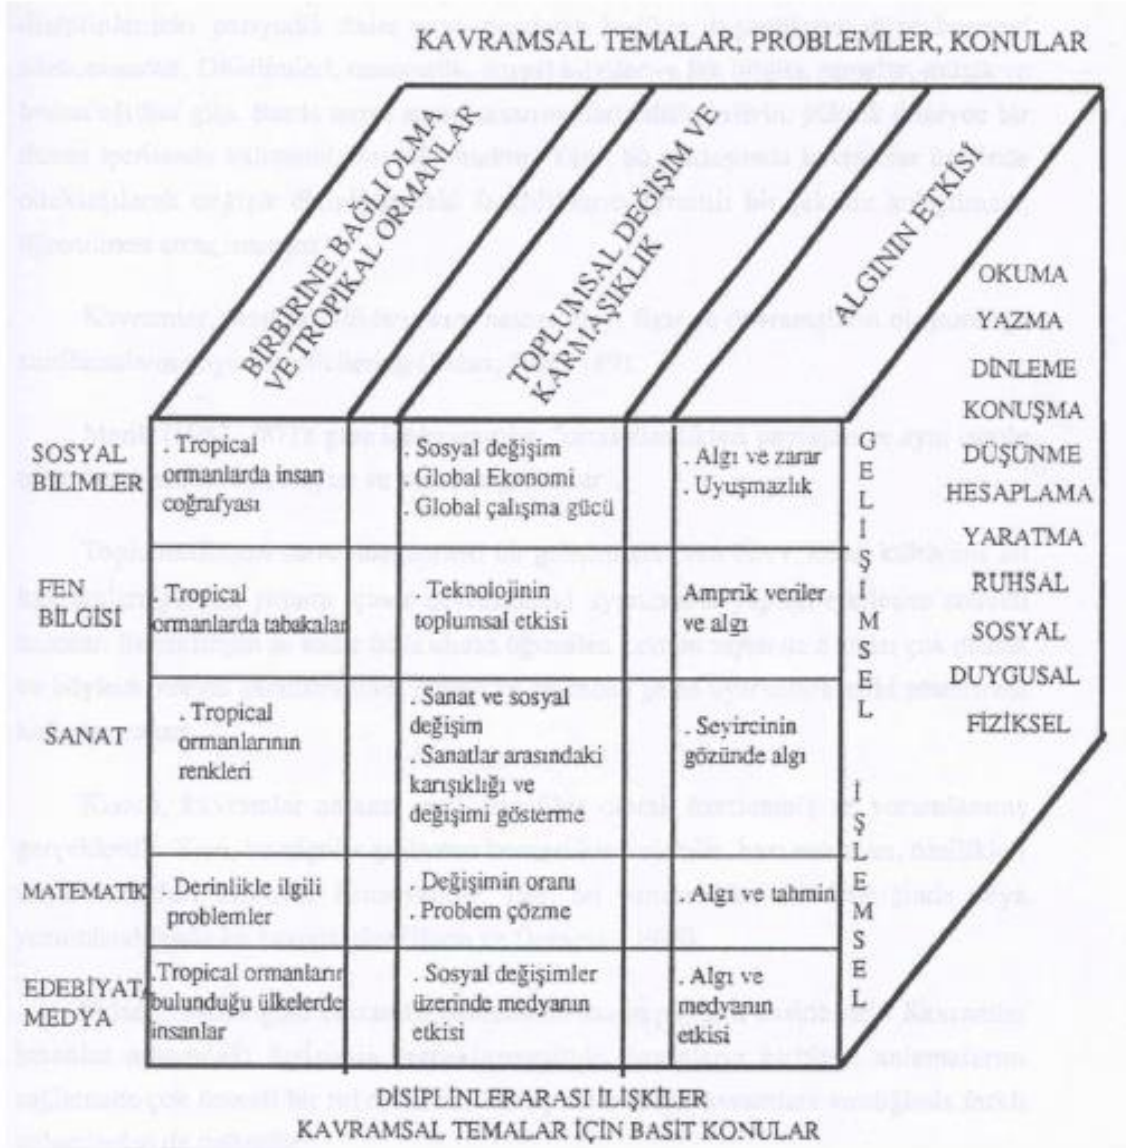 KAVRAMSAL TEMALAR, PROBLEMLER, KONULAR
BİRBİRİNE BAĞLI OLMA
VE TROPİKAL ORMANLAR
TOPLUMSAL DEĞİŞİM VE
KARMAŞIKLIK
ALGININ ETKİSİ
OKUMA
YAZMA
DİNLEME
KONUŞMA
DÜŞÜNME
HESAPLAMA
YARATMA
RUHSAL
SOSYAL
DUYGUSAL
FİZİKSEL
GELİŞİMSEL İŞLEMSEL
SOSYAL
BİLİMLER
. Tropical
ormanlarda insan
coğrafyası
. Sosyal değişim
. Global Ekonomi
. Global çalışma gücü
. Algı ve zarar
. Uyuşmazlık
FEN
BİLGİSİ
. Tropical
ormanlarda tabakalar
. Teknolojinin
toplumsal etkisi
Amprik veriler
ve algı
SANAT
. Tropical
ormanlarının
renkleri
. Sanat ve sosyal
değişim
. Sanatlar arasındaki
karışıklığı ve
değişimi gösterme
. Seyircinin
gözünde algı
MATEMATİK
. Derinlikle ilgili
problemler
. Değişimin oranı
. Problem çözme
. Algı ve tahmin
EDEBİYAT
MEDYA
. Tropical ormanların
bulunduğu ülkelerde
insanlar
. Sosyal değişimler
üzerinde medyanın
etkisi
. Algı ve
medyanın
etkisi
DİSİPLİNLERARASI İLİŞKİLER
KAVRAMSAL TEMALAR İÇİN BASİT KONULAR